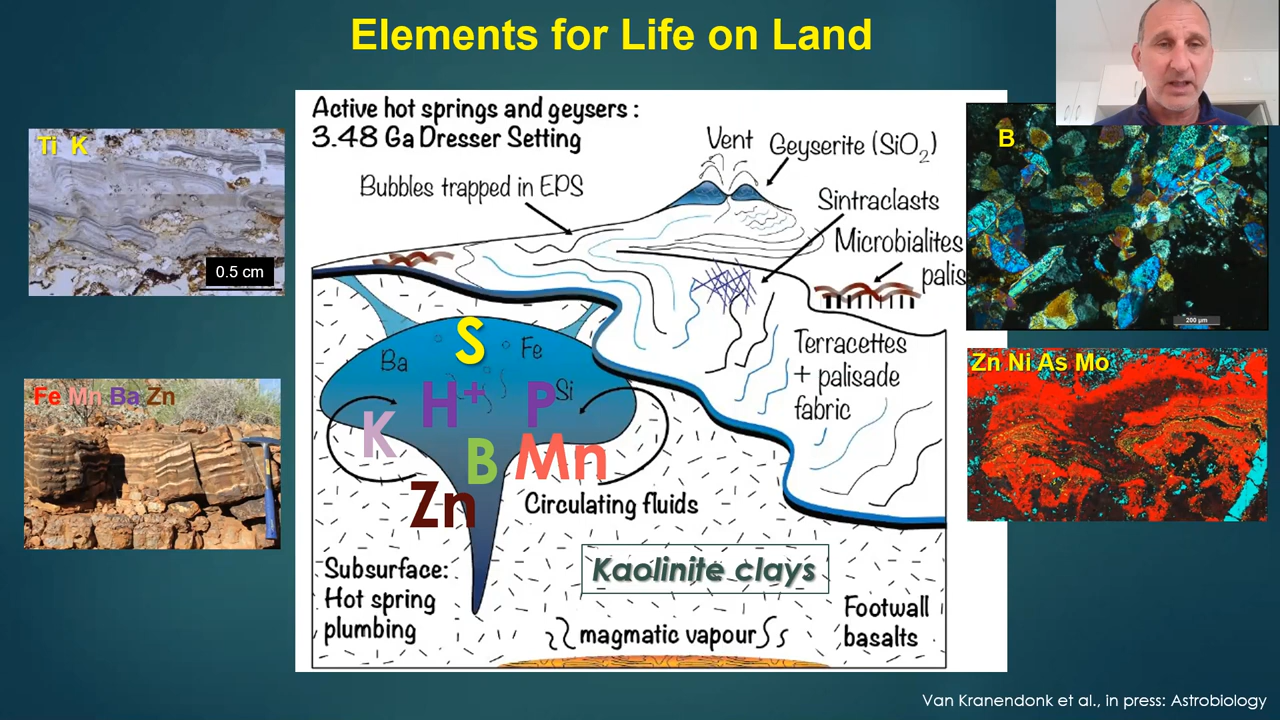 Elements for Life on Land
Active hot springs and geysers :
3.48 Ga Dresser Setting
Vent
Geyserite (SiO₂)
Bubbles trapped in EPS
Sintraclasts
Microbialites
palis
Ti K
0.5 cm
B
200 µm
S
Ba
Fe
H⁺
P
Si
K
B
Mn
Zn
Terracettes
+ palisade
fabric
Fe Mn Ba Zn
Zn Ni As Mo
Circulating fluids
Kaolinite clays
Subsurface:
Hot spring
plumbing
magmatic vapour
Footwall
basalts
Van Kranendonk et al., in press: Astrobiology